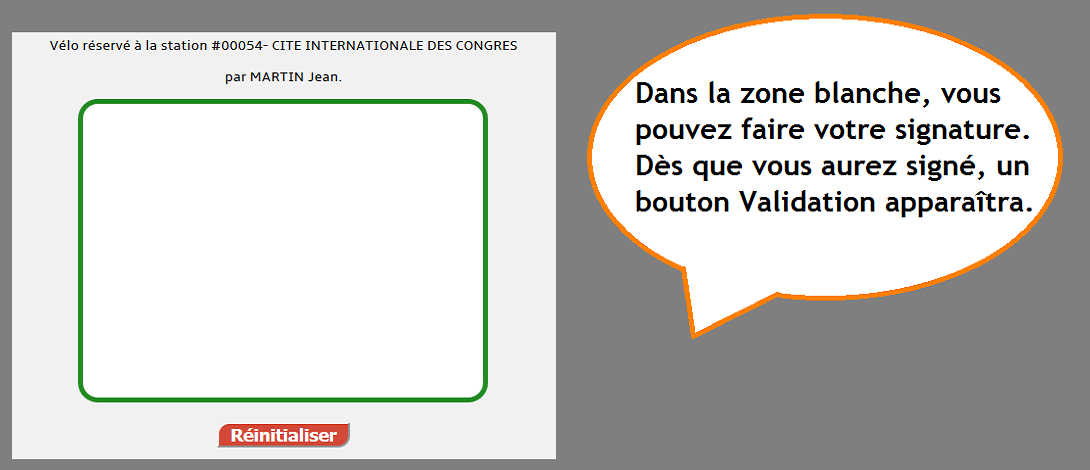 Vélo réservé à la station #00054- CITE INTERNATIONALE DES CONGRES
par MARTIN Jean.
Réinitialiser
Dans la zone blanche, vous
pouvez faire votre signature.
Dès que vous aurez signé, un
bouton Validation apparaîtra.